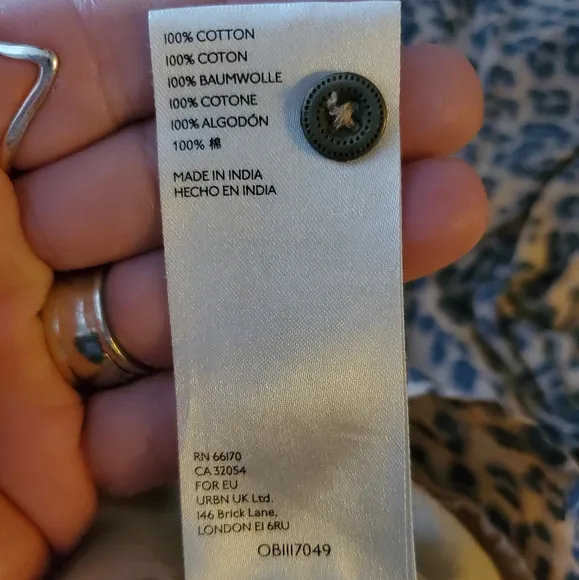 100% COTTON
100% COTON
100% BAUMWOLLE
100% COTONE
100% ALGODÓN
100% 棉
MADE IN INDIA
HECHO EN INDIA
RN 66170
CA 32054
FOR EU
URBN UK Ltd.
146 Brick Lane,
LONDON E1 6RU
OB1117049